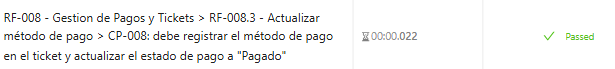 RF-008 - Gestion de Pagos y Tickets > RF-008.3 - Actualizar
método de pago > CP-008: debe registrar el método de pago
en el ticket y actualizar el estado de pago a "Pagado"
00:00.022
Passed